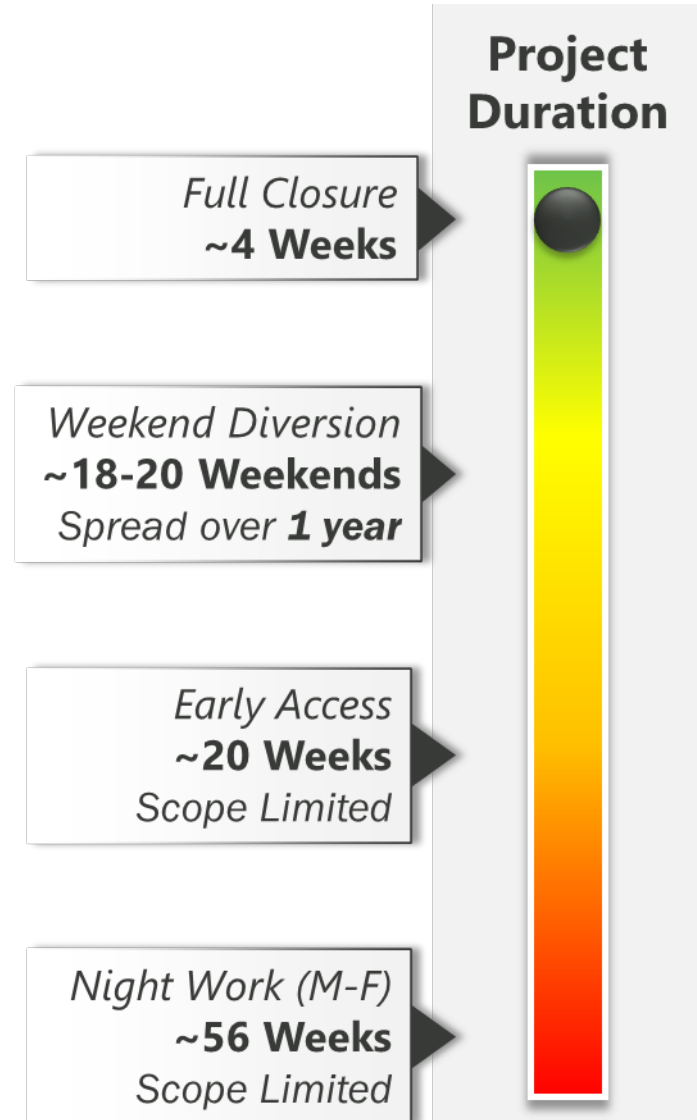 Project
Duration
Full Closure
~4 Weeks
Weekend Diversion
~18-20 Weekends
Spread over 1 year
Early Access
~20 Weeks
Scope Limited
Night Work (M-F)
~56 Weeks
Scope Limited